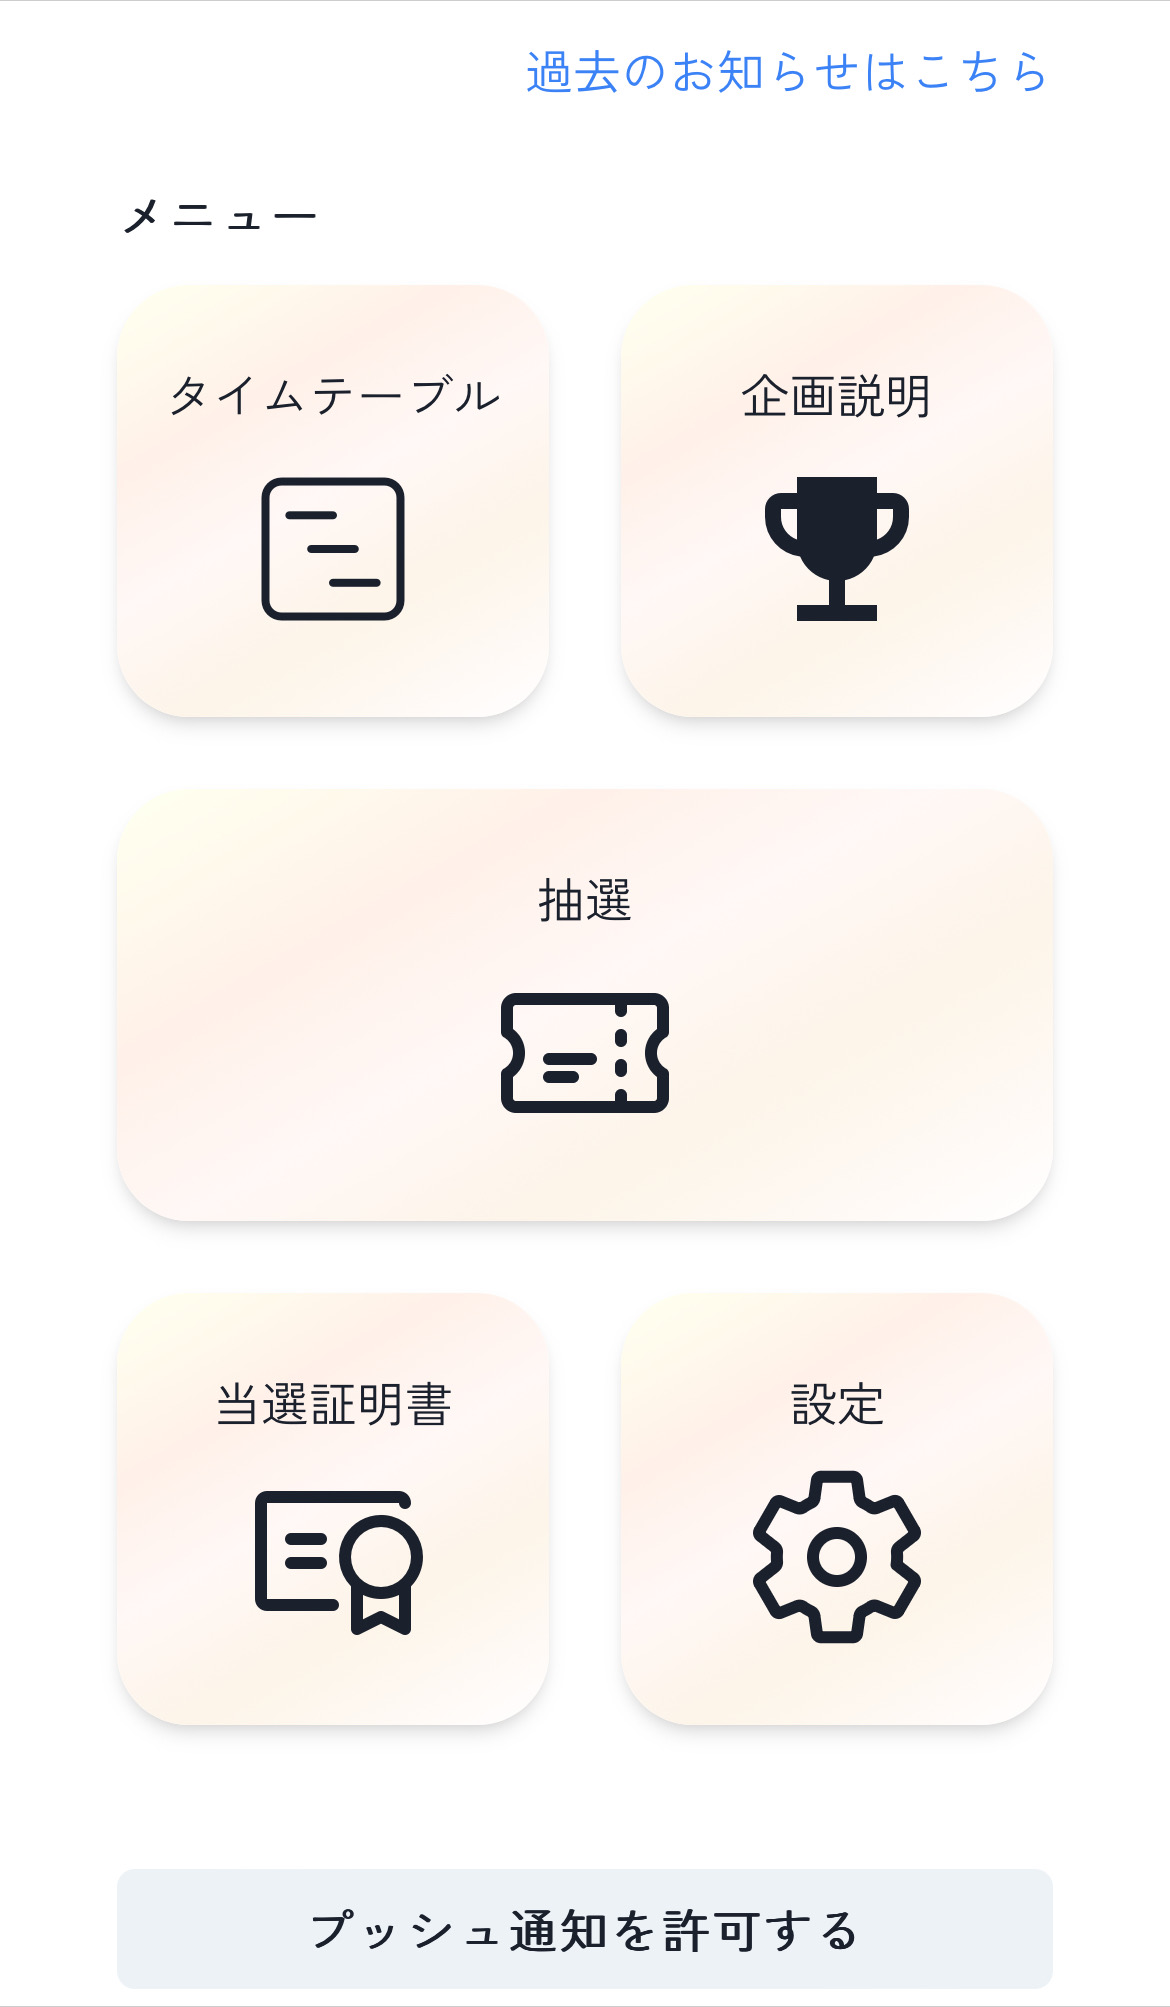 過去のお知らせはこちら
メニュー
タイムテーブル
企画説明
抽選
当選証明書
設定
プッシュ通知を許可する